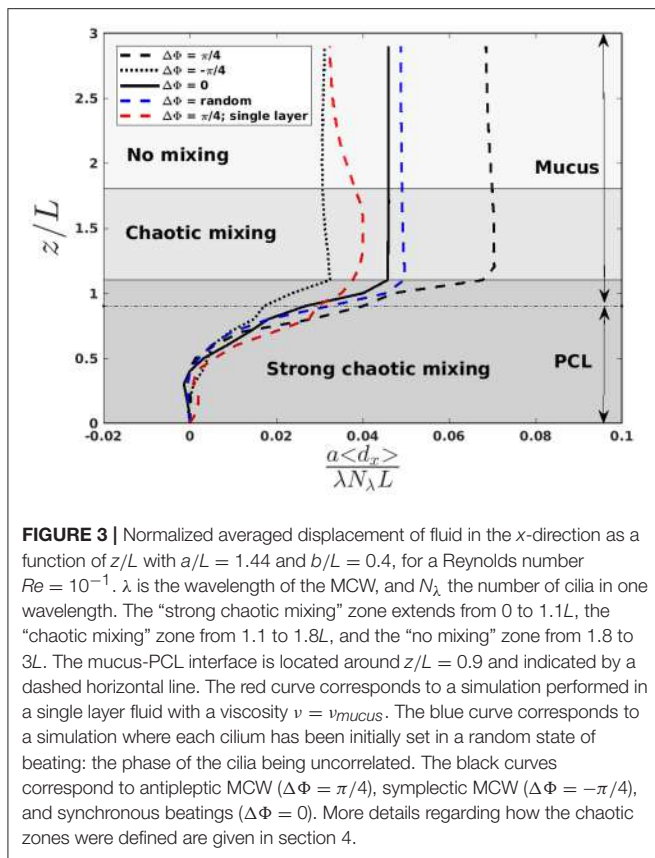 3
2.5
2
1.5
1
0.5
0
z/L
ΔΦ = π/4
ΔΦ = -π/4
ΔΦ = 0
ΔΦ = random
ΔΦ = π/4; single layer
No mixing
Mucus
Chaotic mixing
Strong chaotic mixing
PCL
-0.02 0 0.02 0.04 0.06 0.08 0.1
a<d_x>
λN_λL
FIGURE 3 | Normalized averaged displacement of fluid in the x-direction as a
function of z/L with a/L = 1.44 and b/L = 0.4, for a Reynolds number
Re = 10⁻¹. λ is the wavelength of the MCW, and N_λ the number of cilia in one
wavelength. The “strong chaotic mixing” zone extends from 0 to 1.1L, the
“chaotic mixing” zone from 1.1 to 1.8L, and the “no mixing” zone from 1.8 to
3L. The mucus-PCL interface is located around z/L = 0.9 and indicated by a
dashed horizontal line. The red curve corresponds to a simulation performed in
a single layer fluid with a viscosity ν = ν_mucus. The blue curve corresponds to
a simulation where each cilium has been initially set in a random state of
beating: the phase of the cilia being uncorrelated. The black curves
correspond to antipleptic MCW (ΔΦ = π/4), symplectic MCW (ΔΦ = −π/4),
and synchronous beatings (ΔΦ = 0). More details regarding how the chaotic
zones were defined are given in section 4.